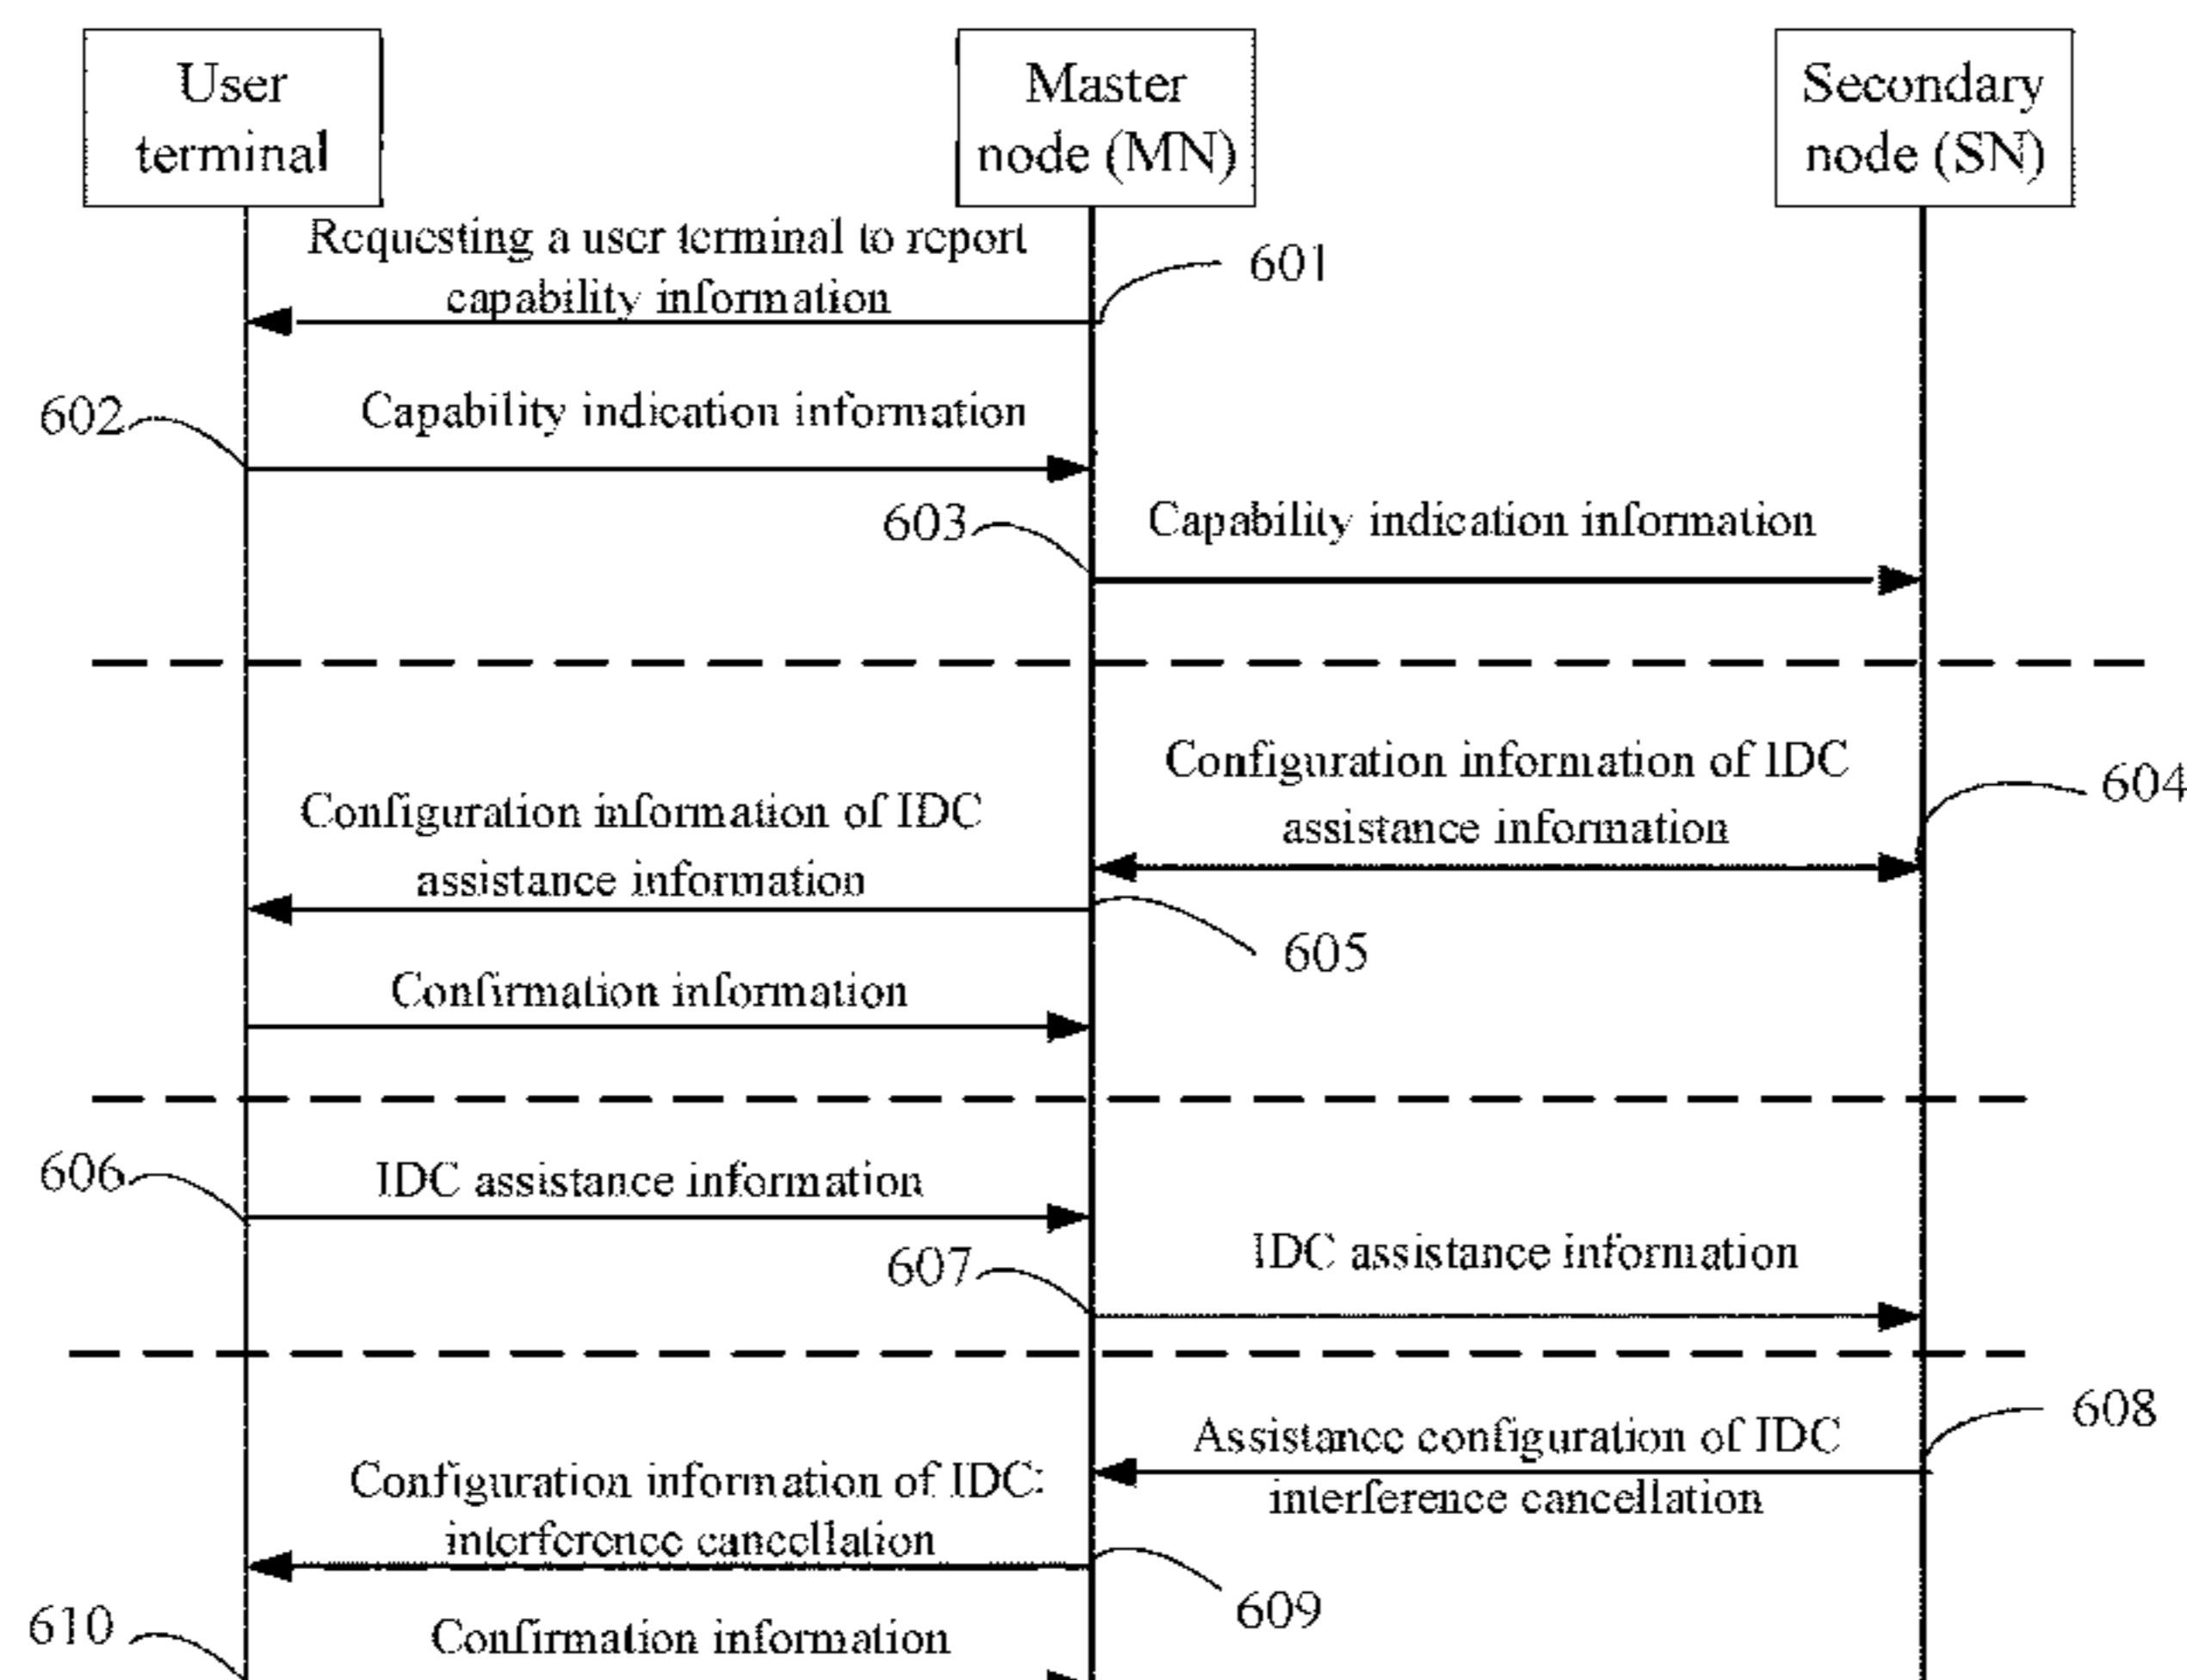 User
terminal
Master
node (MN)
Secondary
node (SN)
Requesting a user terminal to report
capability information
601
602
Capability indication information
603
Capability indication information
Configuration information of IDC
assistance information
604
Configuration information of IDC
assistance information
605
Confirmation information
606
IDC assistance information
607
IDC assistance information
608
Assistance configuration of IDC
interference cancellation
Configuration information of IDC:
interference cancellation
609
610
Confirmation information